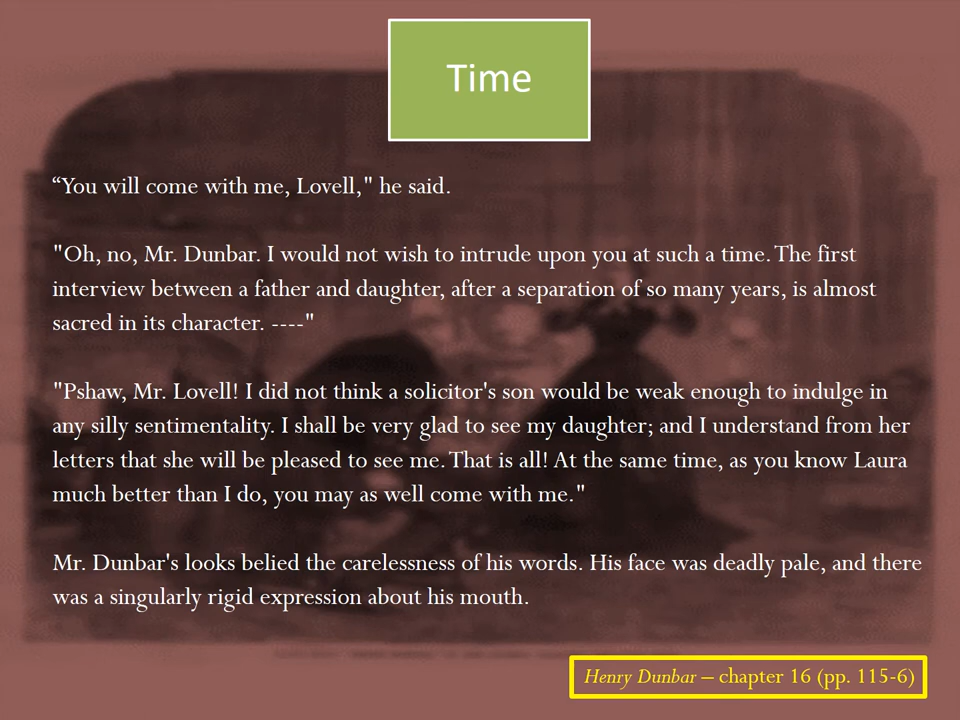 Time
“You will come with me, Lovell," he said.
"Oh, no, Mr. Dunbar. I would not wish to intrude upon you at such a time. The first
interview between a father and daughter, after a separation of so many years, is almost
sacred in its character. ----"
"Pshaw, Mr. Lovell! I did not think a solicitor's son would be weak enough to indulge in
any silly sentimentality. I shall be very glad to see my daughter; and I understand from her
letters that she will be pleased to see me. That is all! At the same time, as you know Laura
much better than I do, you may as well come with me."
Mr. Dunbar's looks belied the carelessness of his words. His face was deadly pale, and there
was a singularly rigid expression about his mouth.
Henry Dunbar – chapter 16 (pp. 115-6)